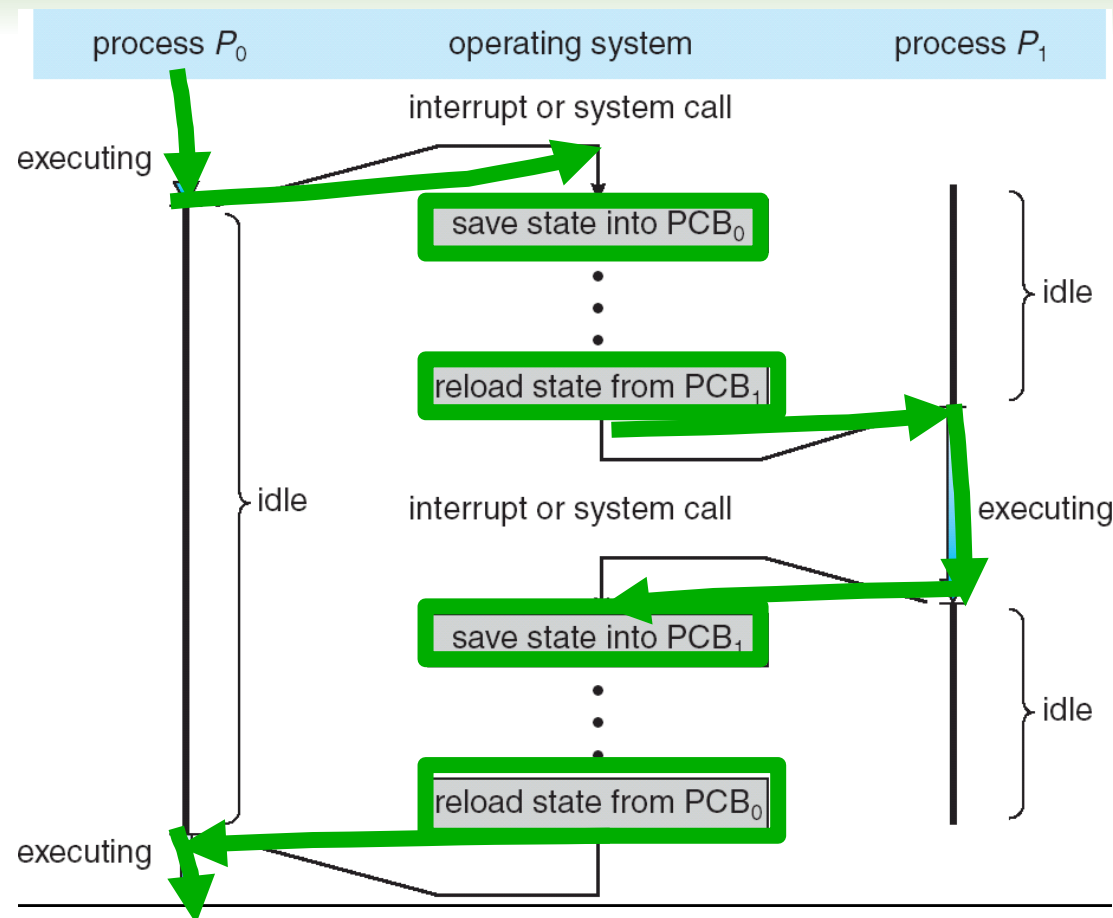 process P₀ operating system process P₁
interrupt or system call
executing
save state into PCB₀
idle
reload state from PCB₁
idle
interrupt or system call
executing
save state into PCB₁
idle
reload state from PCB₀
executing